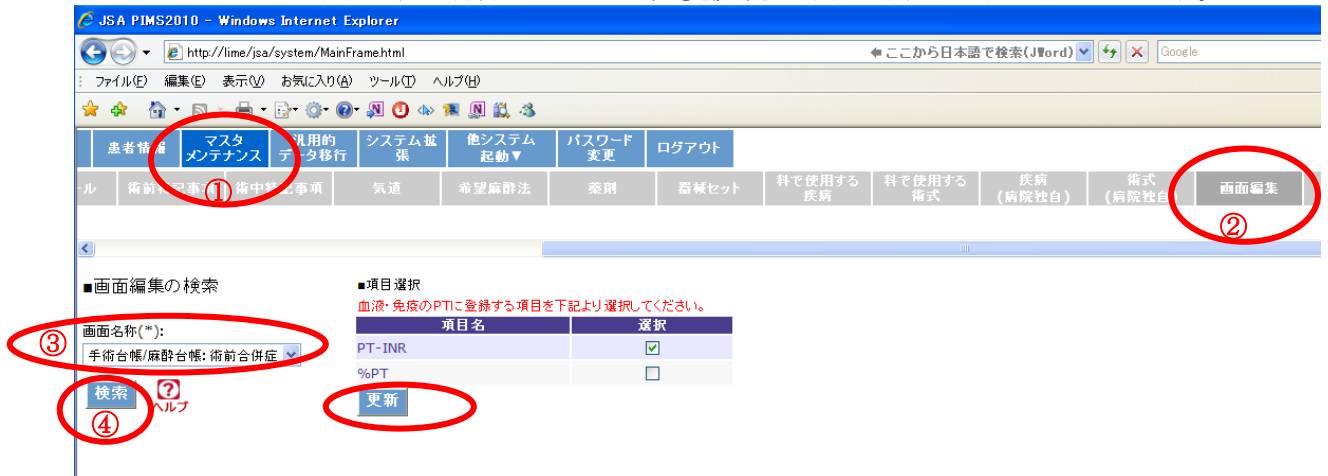 JSA PIMS2010 - Windows Internet Explorer
http://lime/jsa/system/MainFrame.html
ここから日本語で検索(JWord)
Google
ファイル(F) 編集(E) 表示(V) お気に入り(A) ツール(T) ヘルプ(H)
患者情報
マスタ
メンテナンス
汎用的
データ移行
システム拡
張
他システム
起動▼
パスワード
変更
ログアウト
ール
術前特記事項
術中特記事項
気道
希望麻酔法
薬剤
器械セット
科で使用する
疾病
科で使用する
術式
疾病
(病院独自)
術式
(病院独自)
画面編集
①
②
■画面編集の検索
■項目選択
血液・免疫のPTIに登録する項目を下記より選択してください。
画面名称(*):
項目名 選択
③
手術台帳/麻酔台帳: 術前合併症
PT-INR
%PT
検索
ヘルプ
更新
④